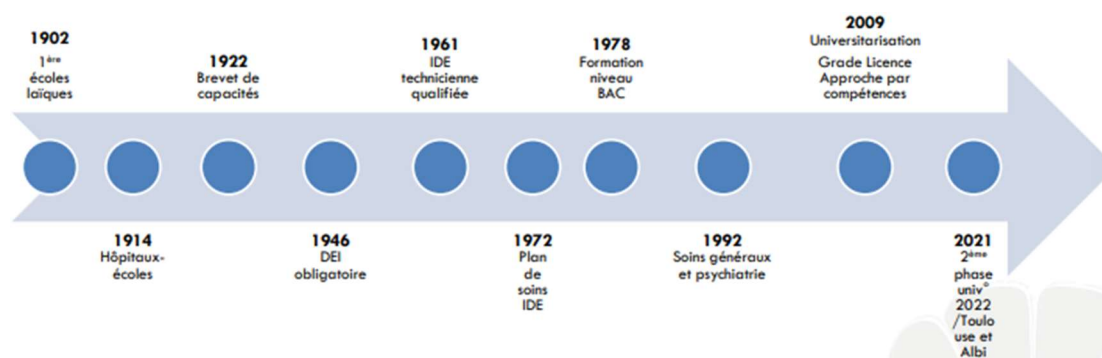 1902
1ère
écoles
laïques
1914
Hôpitaux-
écoles
1922
Brevet de
capacités
1946
DEI
obligatoire
1961
IDE
technicienne
qualifiée
1972
Plan
de
soins
IDE
1978
Formation
niveau
BAC
1992
Soins généraux
et psychiatrie
2009
Universitarisation
Grade Licence
Approche par
compétences
2021
2ème
phase
univ°
2022
/Toulo
use et
Albi